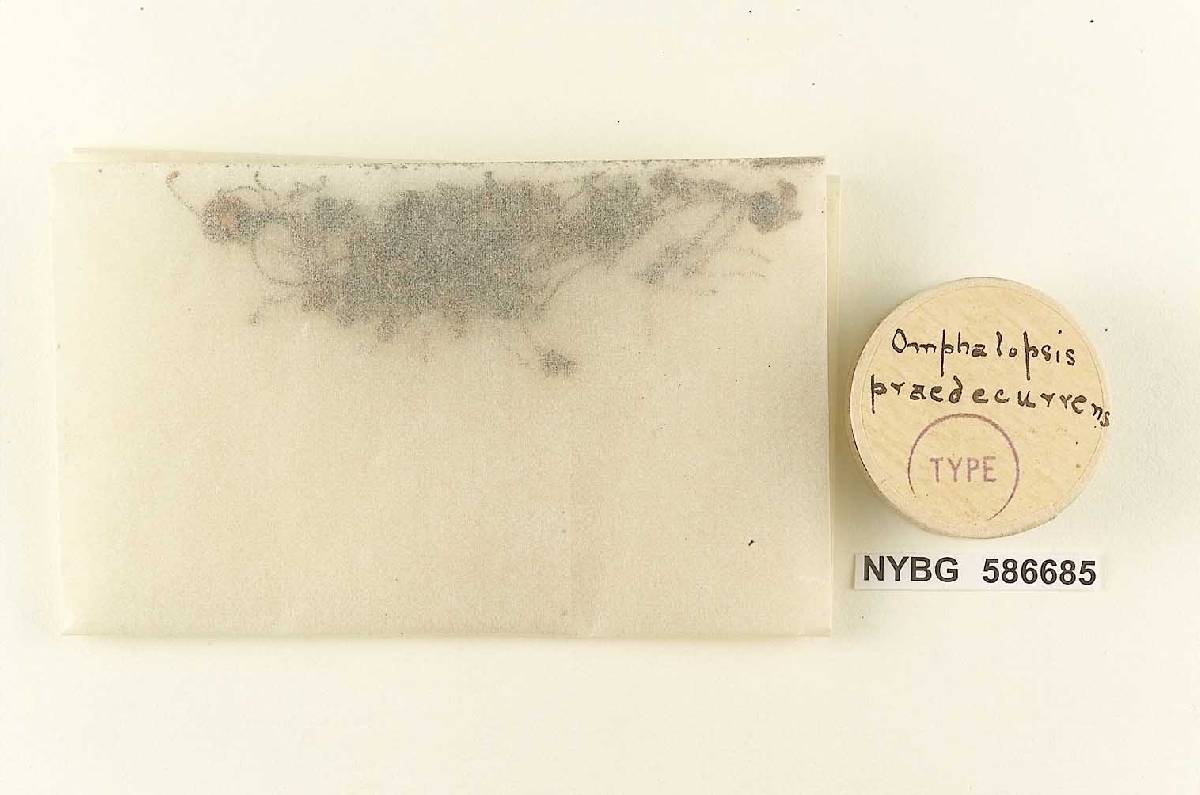 Omphalopsis
praedecurrens
TYPE
NYBG 586685